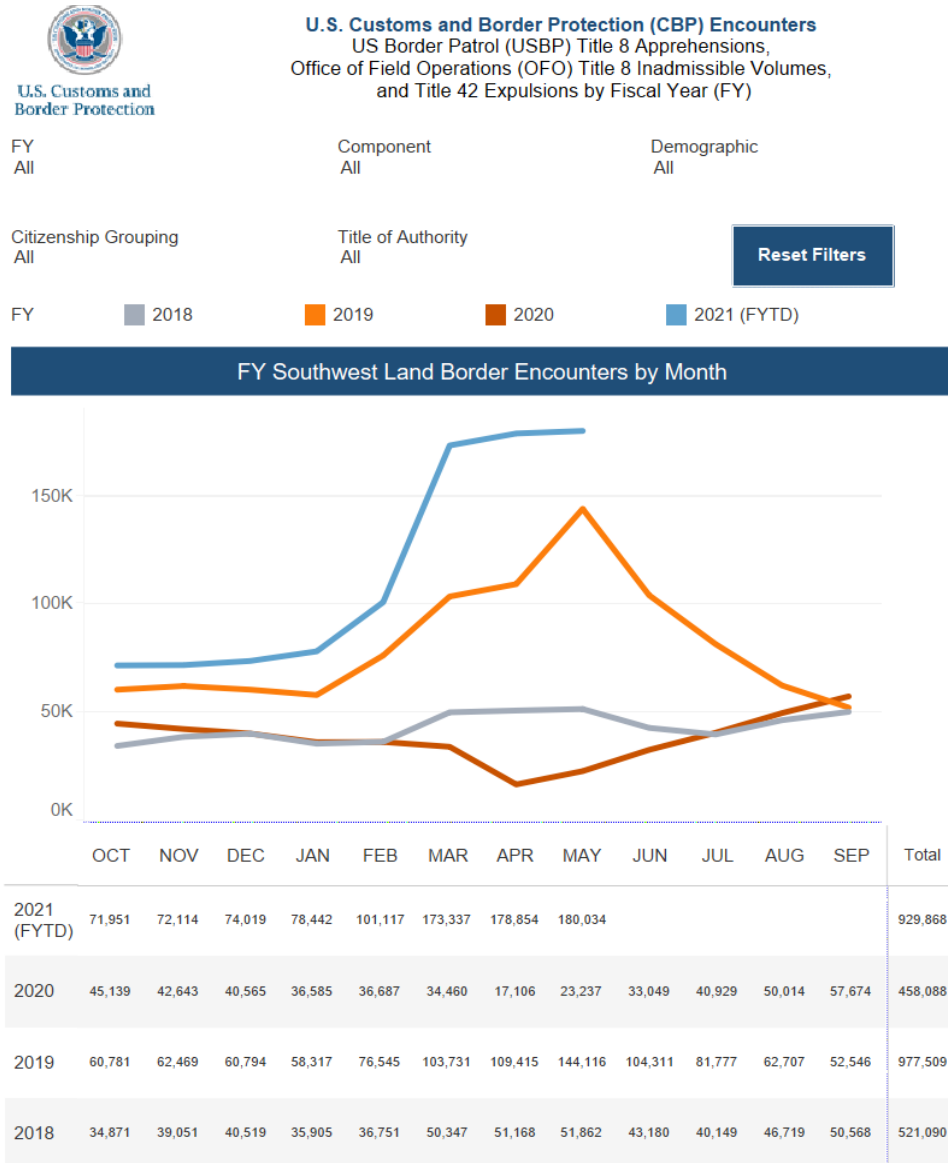 U.S. Customs and
Border Protection
U.S. Customs and Border Protection (CBP) Encounters
US Border Patrol (USBP) Title 8 Apprehensions,
Office of Field Operations (OFO) Title 8 Inadmissible Volumes,
and Title 42 Expulsions by Fiscal Year (FY)
FY Component Demographic
All All All
Citizenship Grouping Title of Authority
All All
Reset Filters
FY 2018 2019 2020 2021 (FYTD)
FY Southwest Land Border Encounters by Month
150K
100K
50K
0K
OCT NOV DEC JAN FEB MAR APR MAY JUN JUL AUG SEP Total
2021
(FYTD) 71,951 72,114 74,019 78,442 101,117 173,337 178,854 180,034 929,868
2020 45,139 42,643 40,565 36,585 36,687 34,460 17,106 23,237 33,049 40,929 50,014 57,674 458,088
2019 60,781 62,469 60,794 58,317 76,545 103,731 109,415 144,116 104,311 81,777 62,707 52,546 977,509
2018 34,871 39,051 40,519 35,905 36,751 50,347 51,168 51,862 43,180 40,149 46,719 50,568 521,090